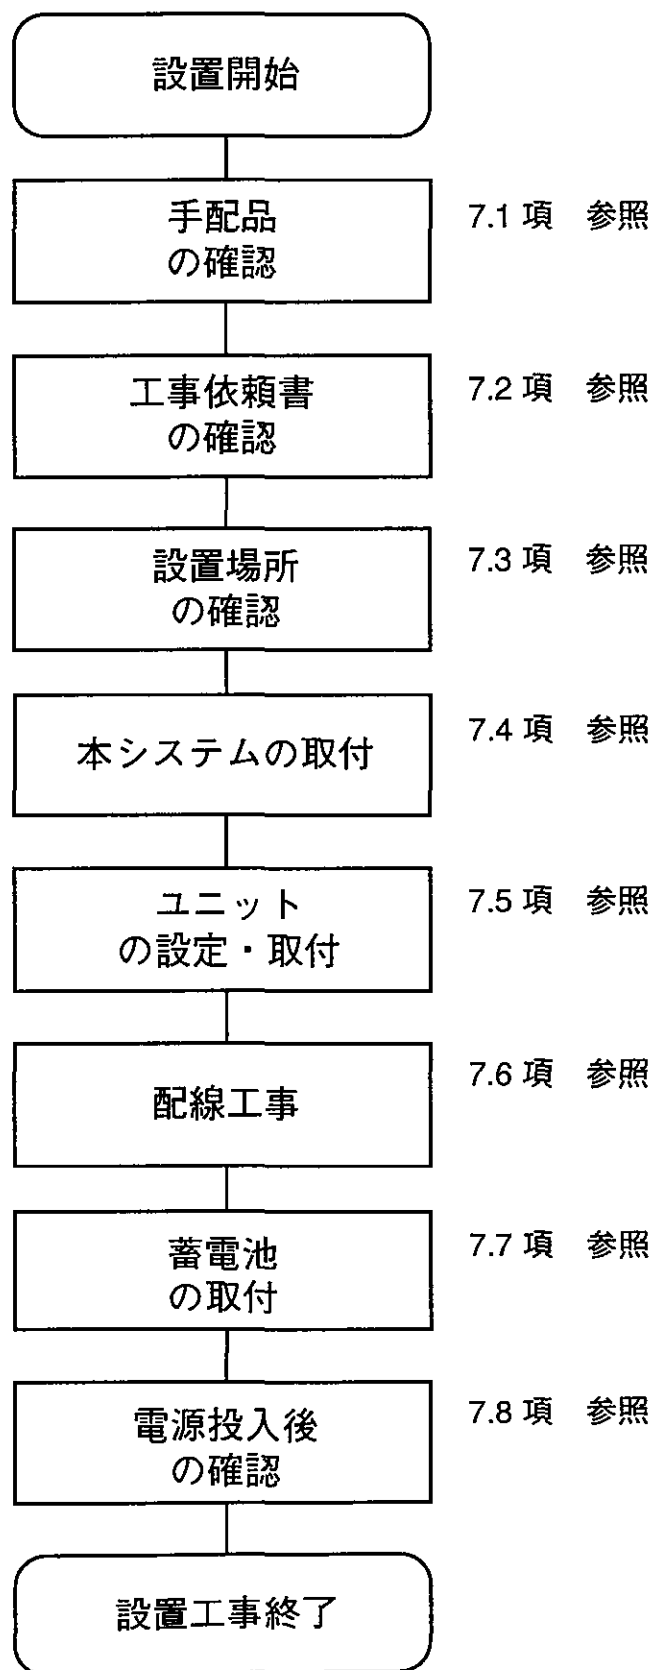 設置開始
手配品
の確認
7.1 項　参照
工事依頼書
の確認
7.2 項　参照
設置場所
の確認
7.3 項　参照
本システムの取付
7.4 項　参照
ユニット
の設定・取付
7.5 項　参照
配線工事
7.6 項　参照
蓄電池
の取付
7.7 項　参照
電源投入後
の確認
7.8 項　参照
設置工事終了